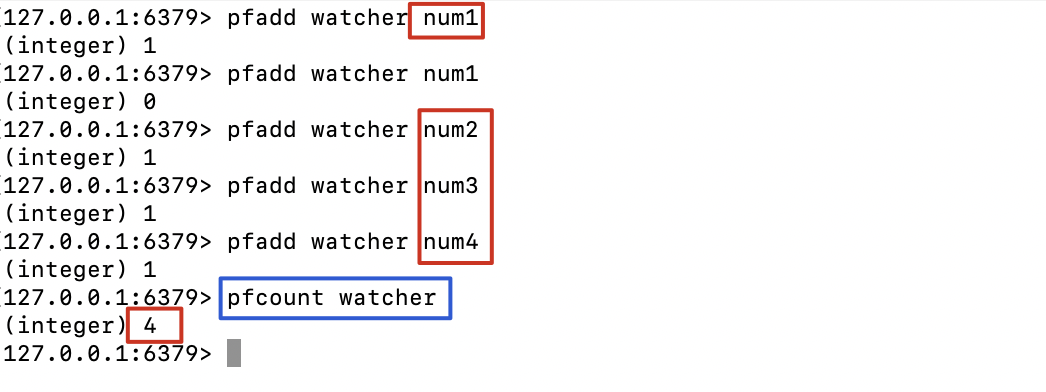 127.0.0.1:6379> pfadd watcher num1
(integer) 1
127.0.0.1:6379> pfadd watcher num1
(integer) 0
127.0.0.1:6379> pfadd watcher num2
(integer) 1
127.0.0.1:6379> pfadd watcher num3
(integer) 1
127.0.0.1:6379> pfadd watcher num4
(integer) 1
127.0.0.1:6379> pfcount watcher
(integer) 4
127.0.0.1:6379>